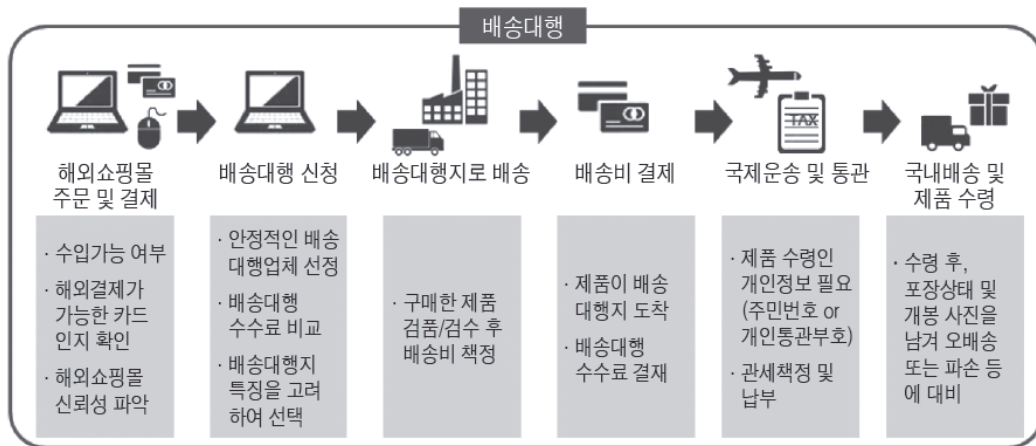 배송대행
해외쇼핑몰
주문 및 결제
배송대행 신청
배송대행지로 배송
배송비 결제
TAX
국제운송 및 통관
국내배송 및
제품 수령
· 수입가능 여부
· 해외결제가
가능한 카드
인지 확인
· 해외쇼핑몰
신뢰성 파악
· 안정적인 배송
대행업체 선정
· 배송대행
수수료 비교
· 배송대행지
특징을 고려
하여 선택
· 구매한 제품
검품/검수 후
배송비 책정
· 제품이 배송
대행지 도착
· 배송대행
수수료 결재
· 제품 수령인
개인정보 필요
(주민번호 or
개인통관부호)
· 관세책정 및
납부
· 수령 후,
포장상태 및
개봉 사진을
남겨 오배송
또는 파손 등
에 대비